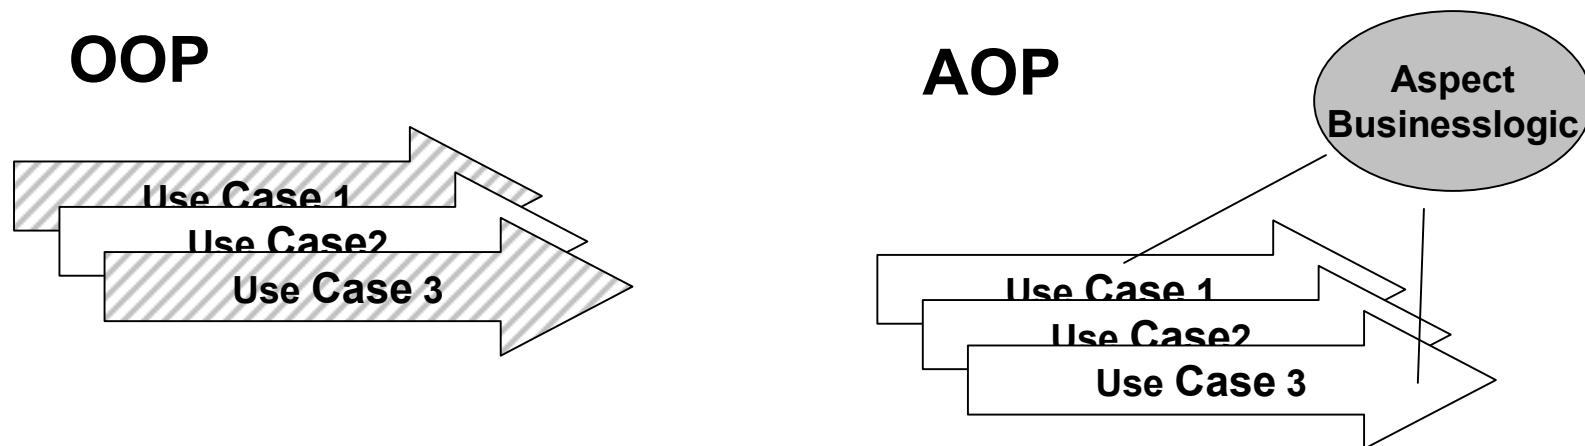 OOP
Use Case 1
Use Case2
Use Case 3
AOP
Aspect
Businesslogic
Use Case 1
Use Case2
Use Case 3